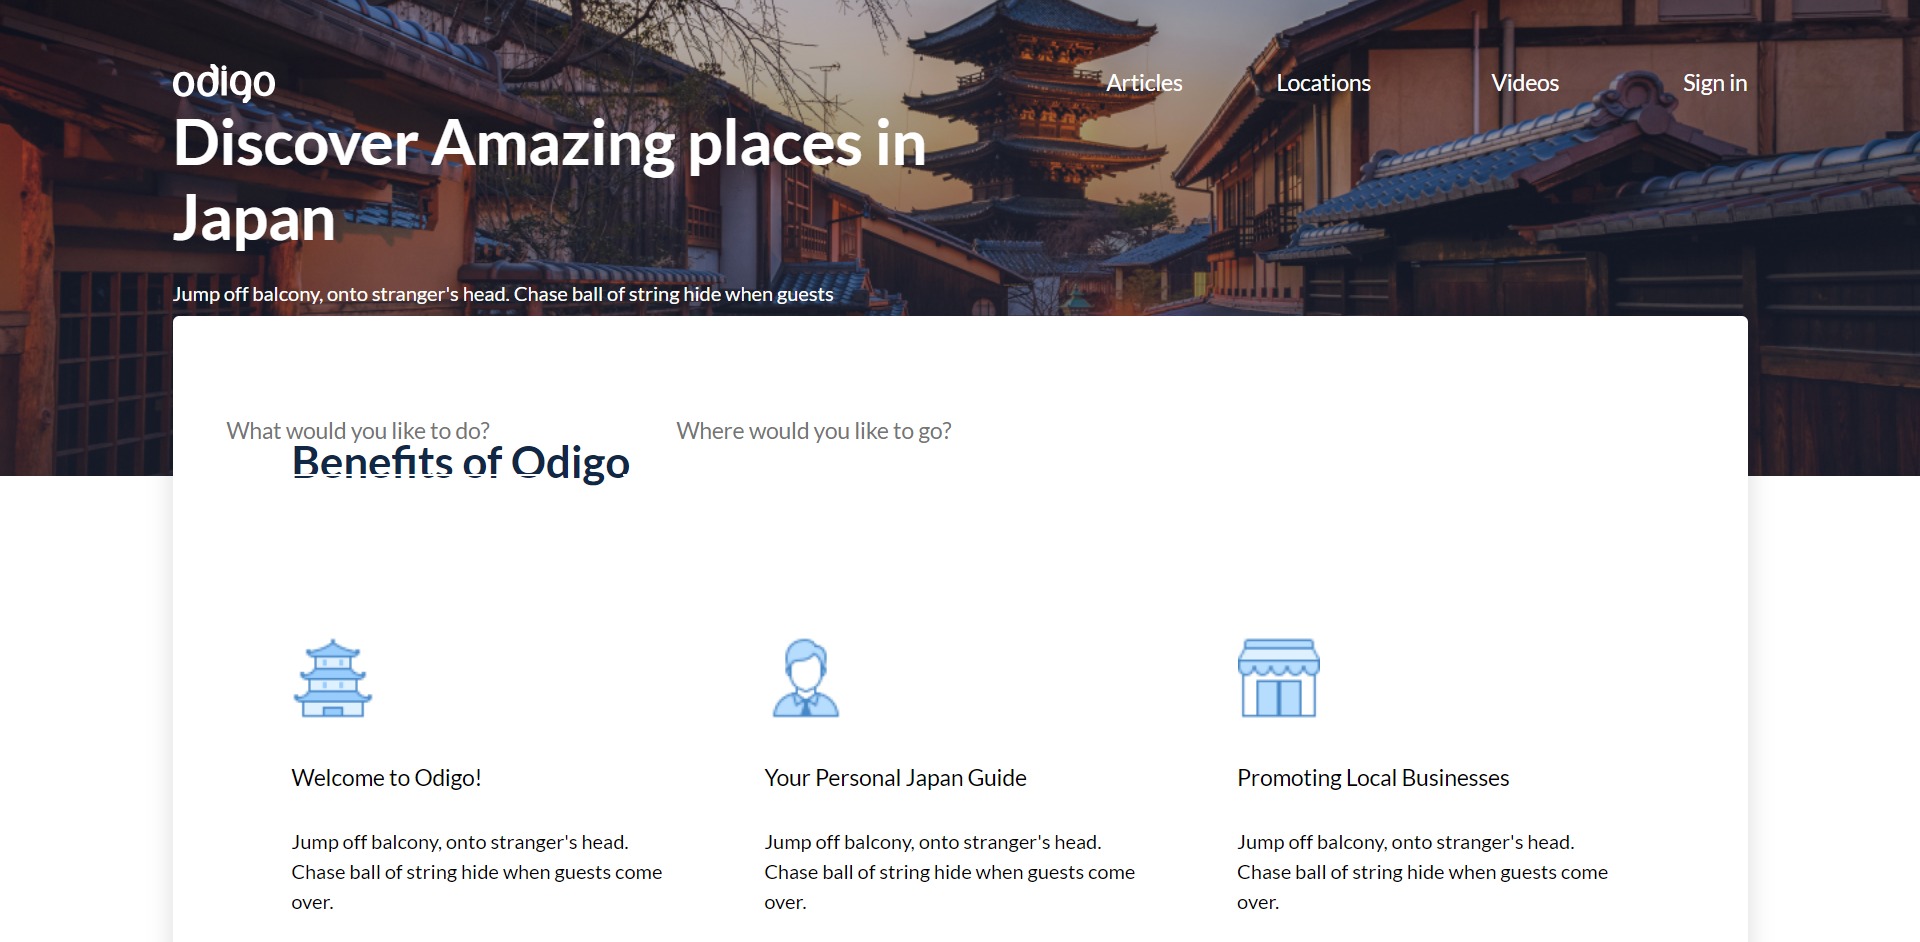 odigo
Articles
Locations
Videos
Sign in
Discover Amazing places in
Japan
Jump off balcony, onto stranger's head. Chase ball of string hide when guests
What would you like to do?
Where would you like to go?
Benefits of Odigo
Welcome to Odigo!
Jump off balcony, onto stranger's head.
Chase ball of string hide when guests come
over.
Your Personal Japan Guide
Jump off balcony, onto stranger's head.
Chase ball of string hide when guests come
over.
Promoting Local Businesses
Jump off balcony, onto stranger's head.
Chase ball of string hide when guests come
over.